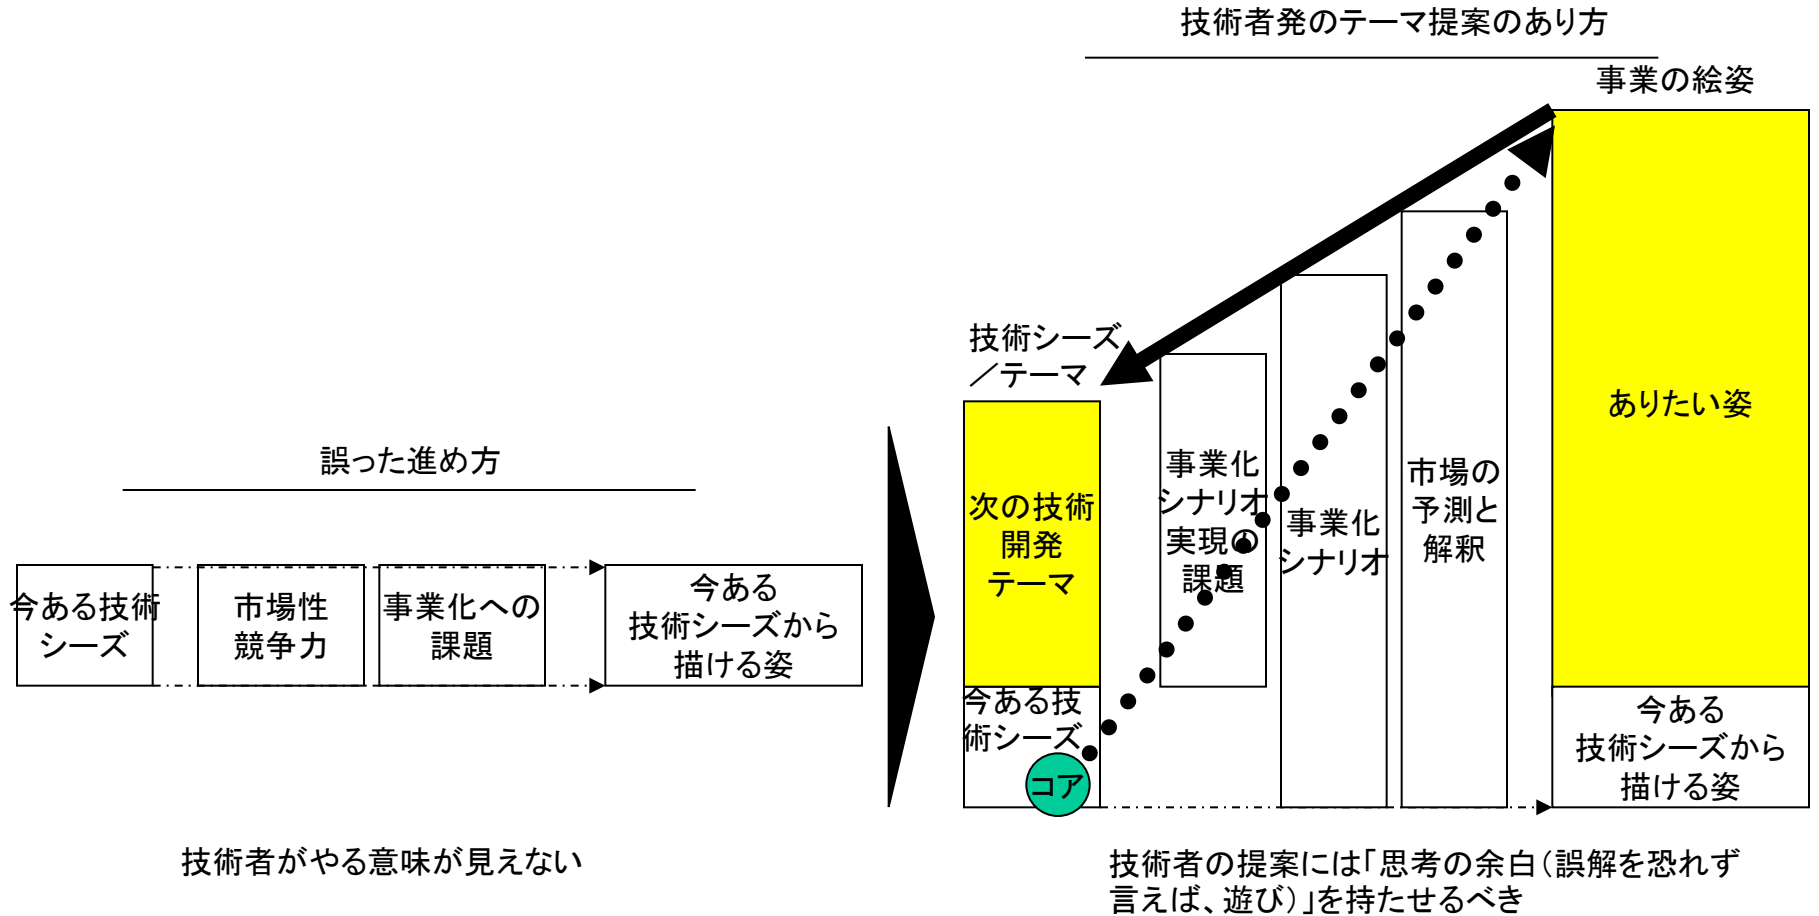 技術者発のテーマ提案のあり方
事業の絵姿
技術シーズ
／テーマ
誤った進め方
今ある技術
シーズ
市場性
競争力
事業化への
課題
今ある
技術シーズから
描ける姿
次の技術
開発
テーマ
今ある技
術シーズ
コア
事業化
シナリオ
実現の
課題
事業化
シナリオ
市場の
予測と
解釈
ありたい姿
今ある
技術シーズから
描ける姿
技術者がやる意味が見えない
技術者の提案には「思考の余白（誤解を恐れず
言えば、遊び）」を持たせるべき